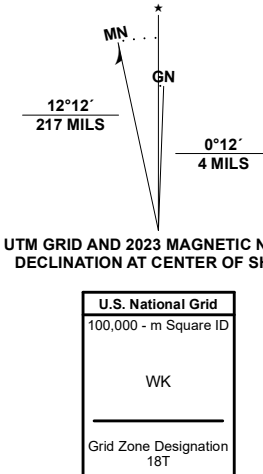 ★
MN
GN
12°12´
217 MILS
0°12´
4 MILS
UTM GRID AND 2023 MAGNETIC
DECLINATION AT CENTER OF
U.S. National Grid
100,000 - m Square ID
WK
Grid Zone Designation
18T